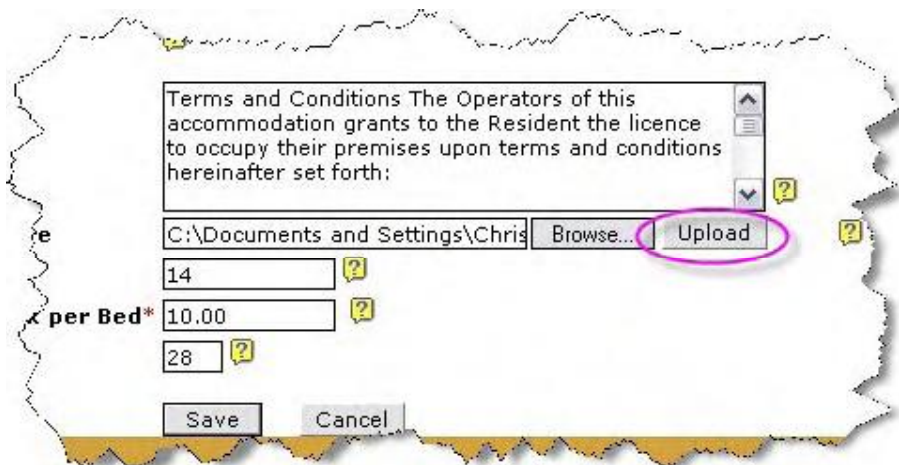 Terms and Conditions The Operators of this
accommodation grants to the Resident the licence
to occupy their premises upon terms and conditions
hereinafter set forth:
C:\Documents and Settings\Chris Browse... Upload
14
per Bed* 10.00
28
Save Cancel